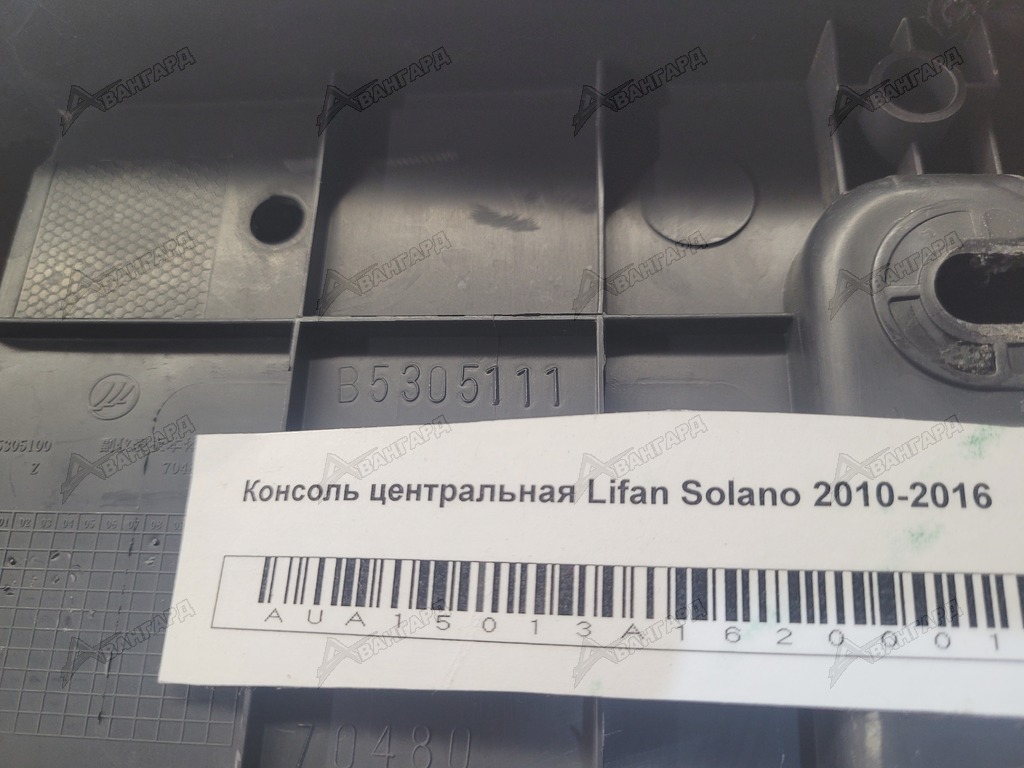 B5305111
5305100
Z
Консоль центральная Lifan Solano 2010-2016
AUA15013A1620001
70480
АВАНГАРД